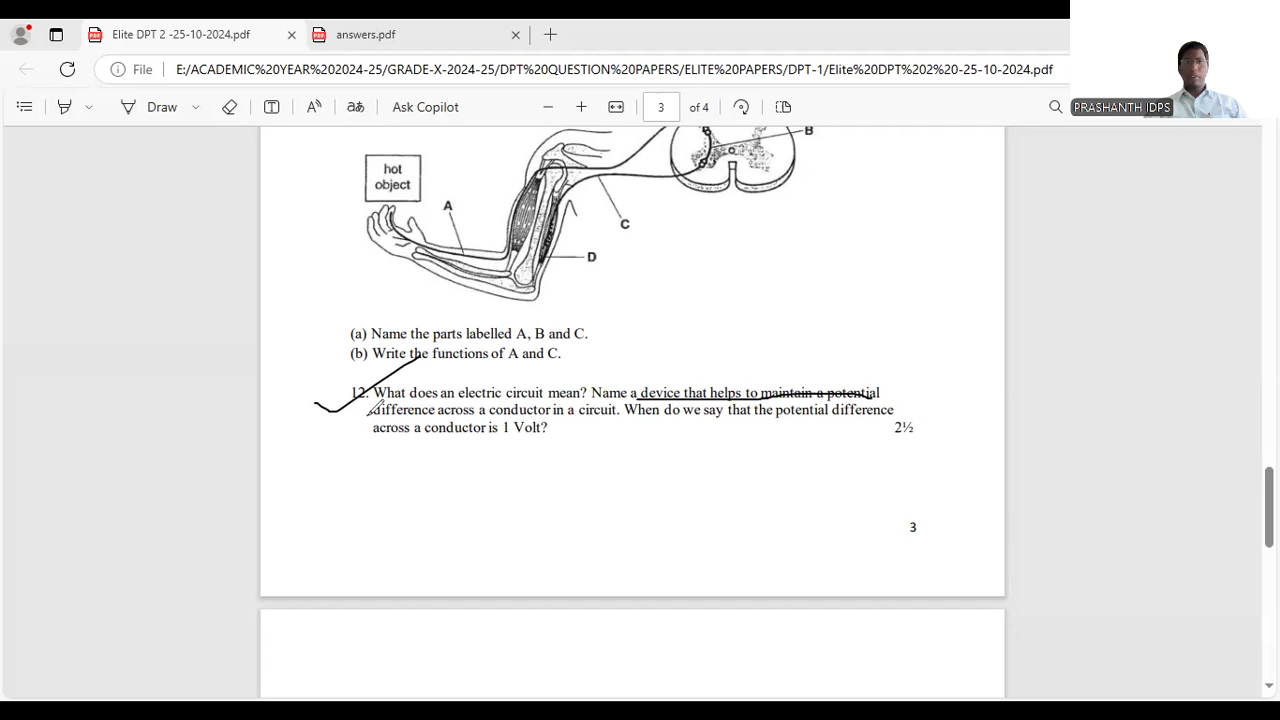 Elite DPT 2 -25-10-2024.pdf
answers.pdf
File
E:/ACADEMIC%20YEAR%202024-25/GRADE-X-2024-25/DPT%20QUESTION%20PAPERS/ELITE%20PAPERS/DPT-1/Elite%20DPT%202%20-25-10-2024.pdf
Draw
Ask Copilot
3
of 4
PRASHANTH IDPS
B
hot
object
A
C
D
(a) Name the parts labelled A, B and C.
(b) Write the functions of A and C.
12. What does an electric circuit mean? Name a device that helps to maintain a potential
difference across a conductor in a circuit. When do we say that the potential difference
across a conductor is 1 Volt?
2½
3